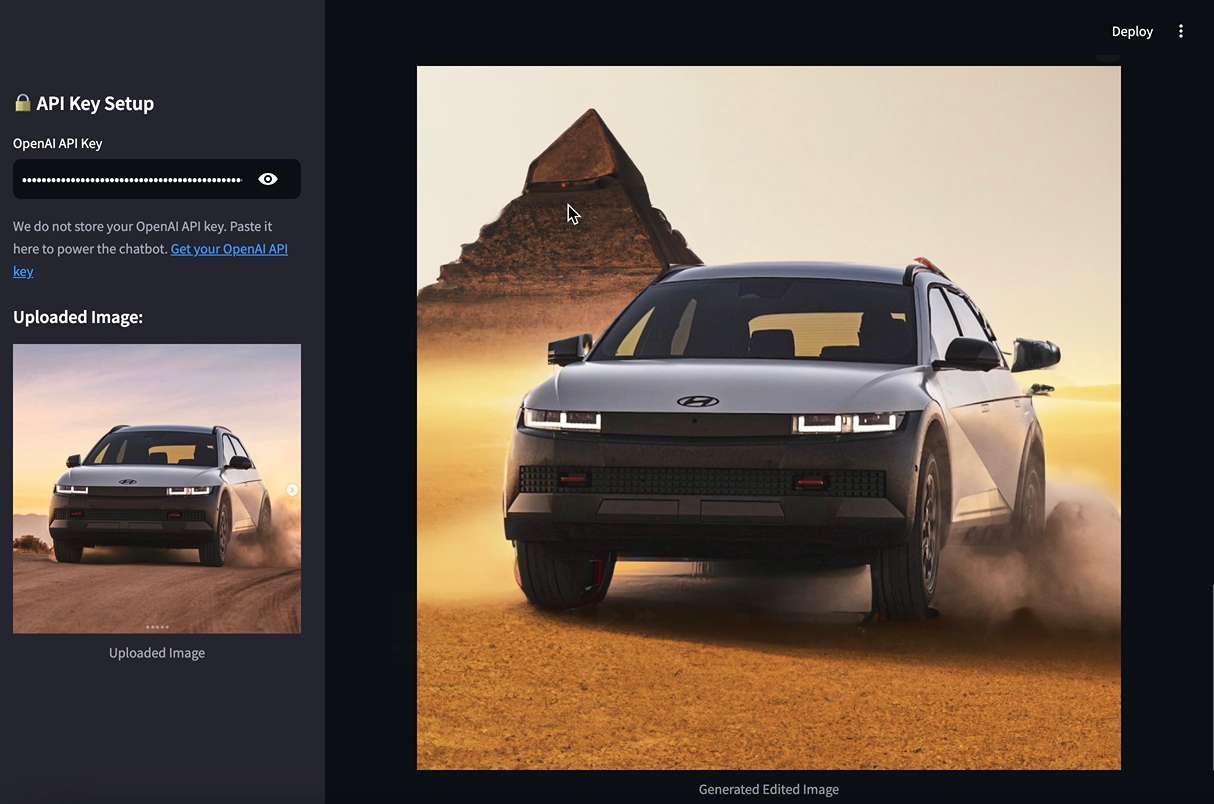 Deploy
API Key Setup
OpenAI API Key
We do not store your OpenAI API key. Paste it
here to power the chatbot. Get your OpenAI API
key
Uploaded Image:
Uploaded Image
Generated Edited Image